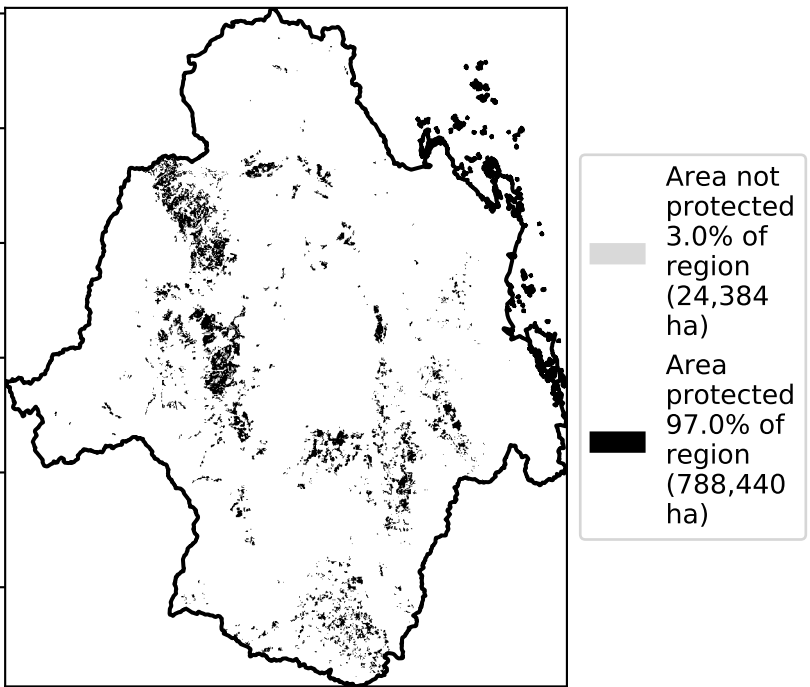 Area not
protected
3.0% of
region
(24,384
ha)
Area
protected
97.0% of
region
(788,440
ha)